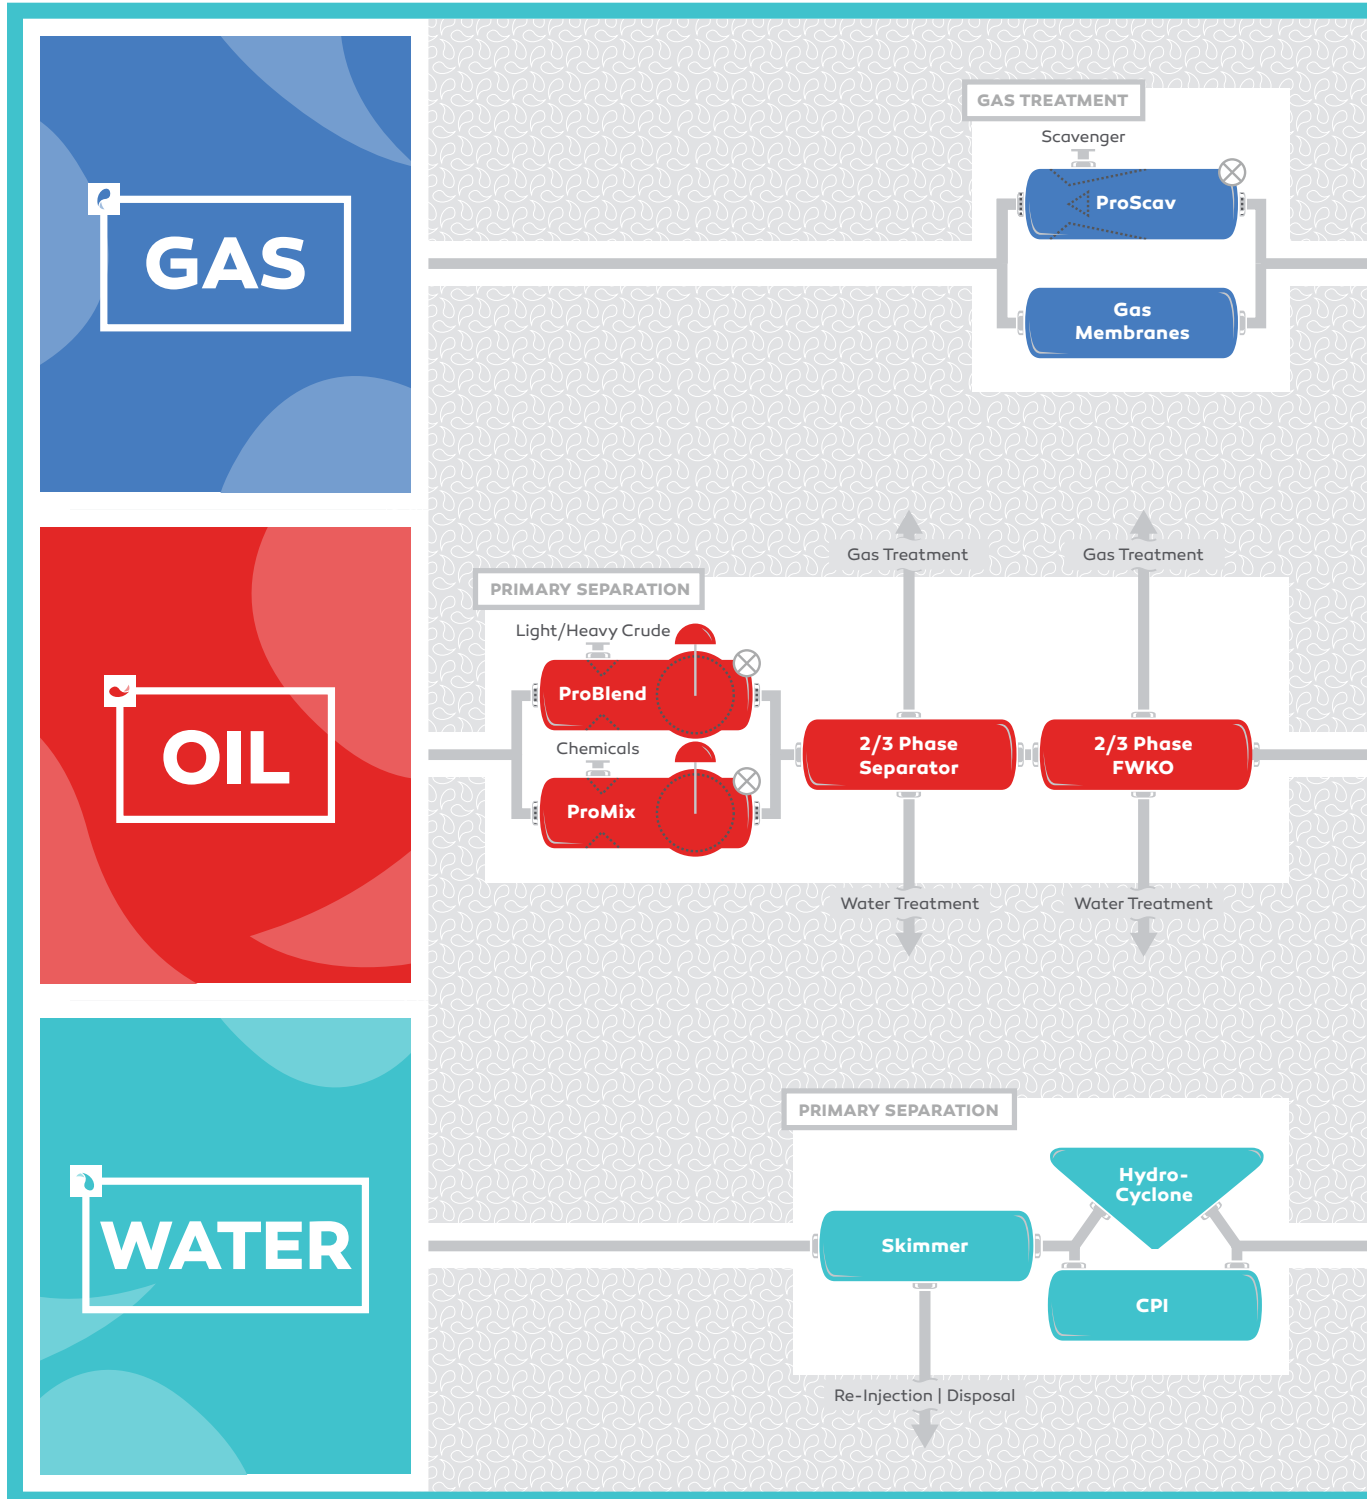 GAS
GAS TREATMENT
Scavenger
ProScav
Gas
Membranes
OIL
Gas Treatment
Gas Treatment
PRIMARY SEPARATION
Light/Heavy Crude
ProBlend
Chemicals
ProMix
2/3 Phase
Separator
2/3 Phase
FWKO
Water Treatment
Water Treatment
WATER
PRIMARY SEPARATION
Skimmer
Hydro-
Cyclone
CPI
Re-Injection | Disposal